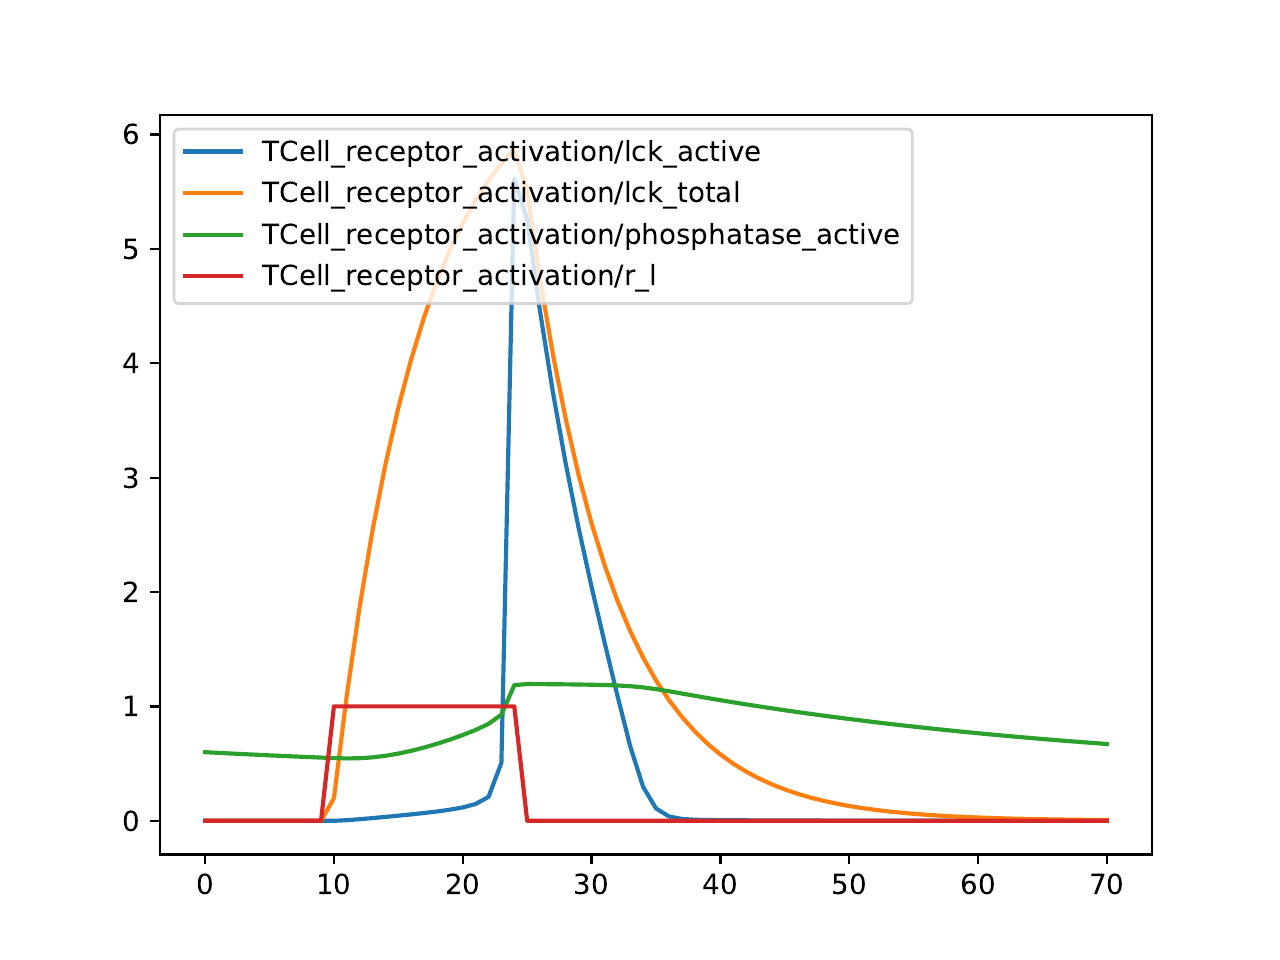 6
5
4
3
2
1
0
TCell_receptor_activation/lck_active
TCell_receptor_activation/lck_total
TCell_receptor_activation/phosphatase_active
TCell_receptor_activation/r_l
0 10 20 30 40 50 60 70